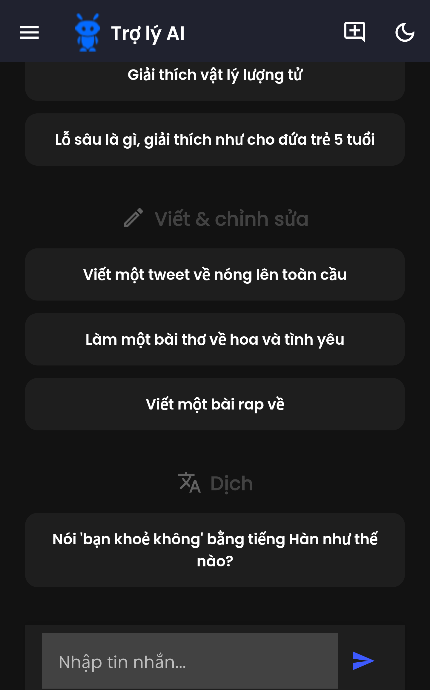 Trợ lý AI
Giải thích vật lý lượng tử
Lỗ sâu là gì, giải thích như cho đứa trẻ 5 tuổi
Viết & chỉnh sửa
Viết một tweet về nóng lên toàn cầu
Làm một bài thơ về hoa và tình yêu
Viết một bài rap về
Dịch
Nói 'bạn khoẻ không' bằng tiếng Hàn như thế
nào?
Nhập tin nhắn...